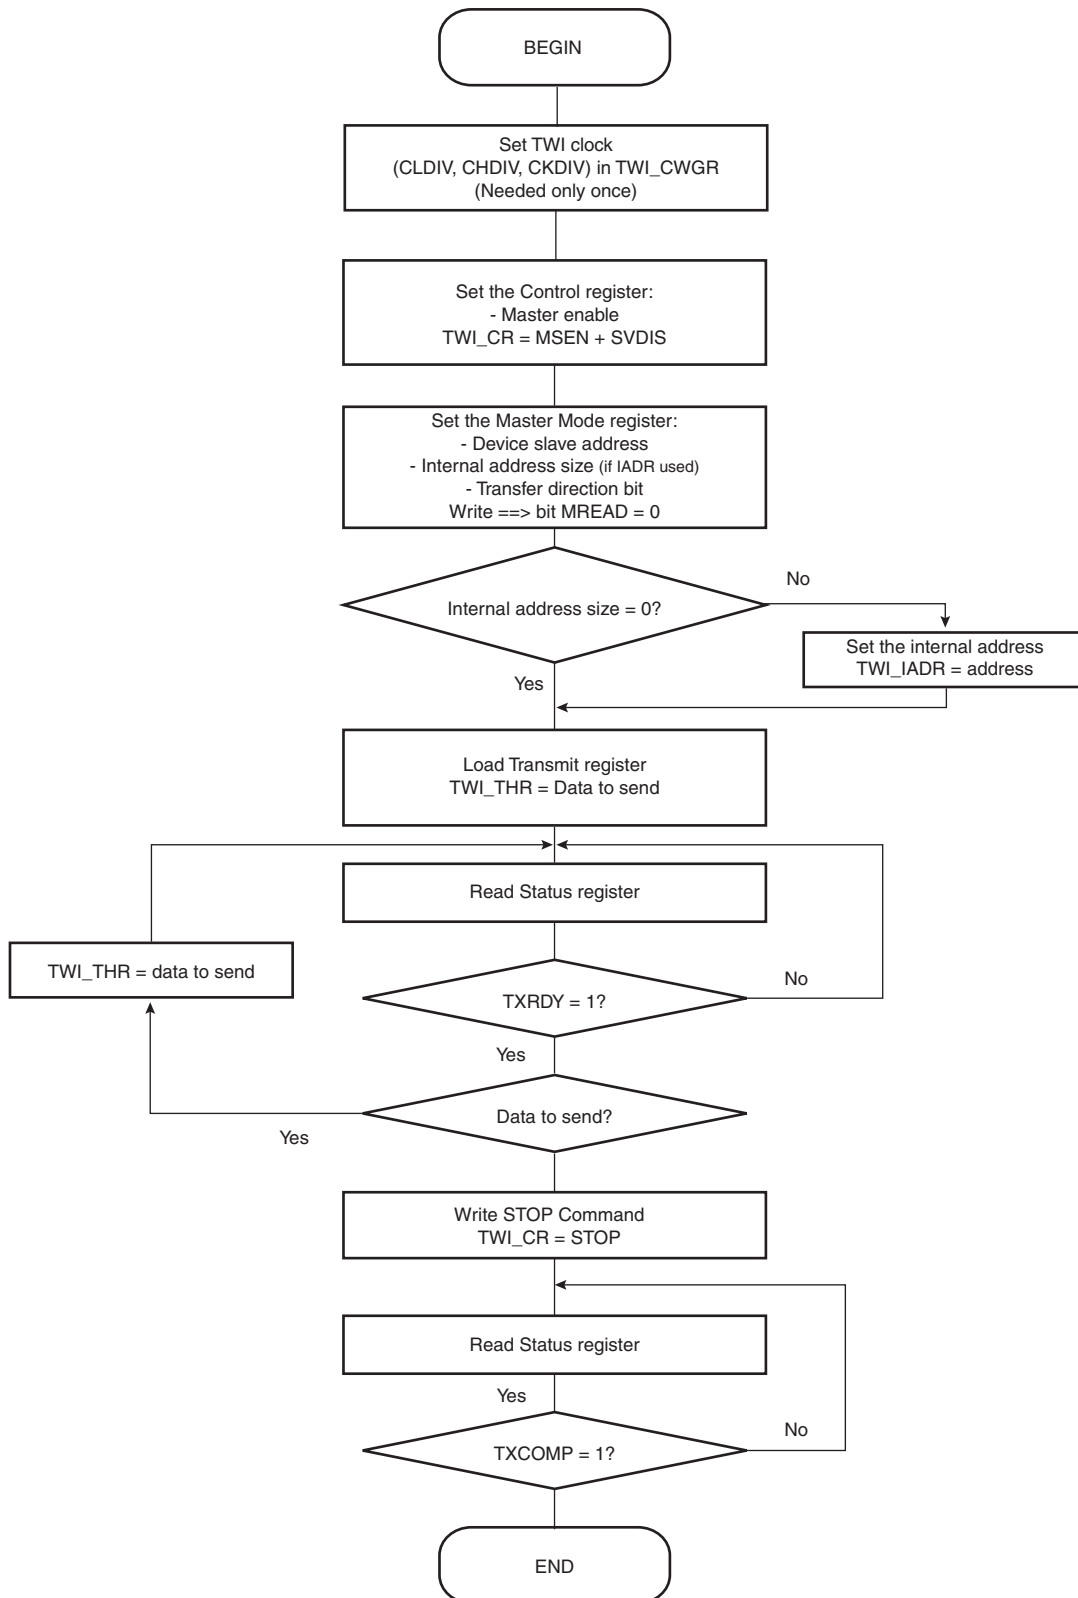 BEGIN
Set TWI clock
(CLDIV, CHDIV, CKDIV) in TWI_CWGR
(Needed only once)
Set the Control register:
- Master enable
TWI_CR = MSEN + SVDIS
Set the Master Mode register:
- Device slave address
- Internal address size (if IADR used)
- Transfer direction bit
Write ==> bit MREAD = 0
No
Internal address size = 0?
Set the internal address
TWI_IADR = address
Yes
Load Transmit register
TWI_THR = Data to send
Read Status register
TWI_THR = data to send
No
TXRDY = 1?
Yes
Data to send?
Yes
Write STOP Command
TWI_CR = STOP
Read Status register
Yes
No
TXCOMP = 1?
END